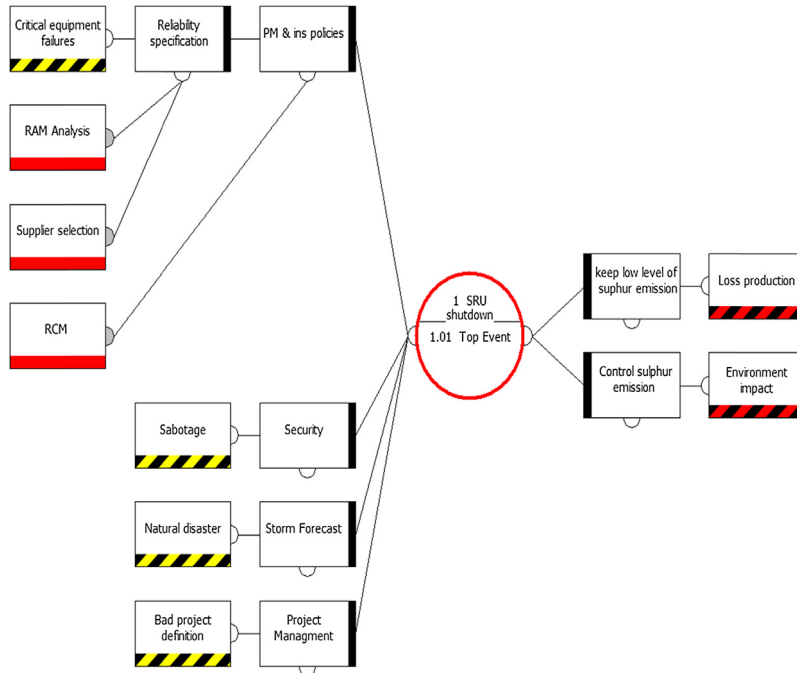 Critical equipment
failures
Reliability
specification
PM & ins policies
RAM Analysis
Supplier selection
RCM
1 SRU
shutdown
1.01 Top Event
keep low level of
suphur emission
Loss production
Control sulphur
emission
Environment
impact
Sabotage
Security
Natural disaster
Storm Forecast
Bad project
definition
Project
Managment